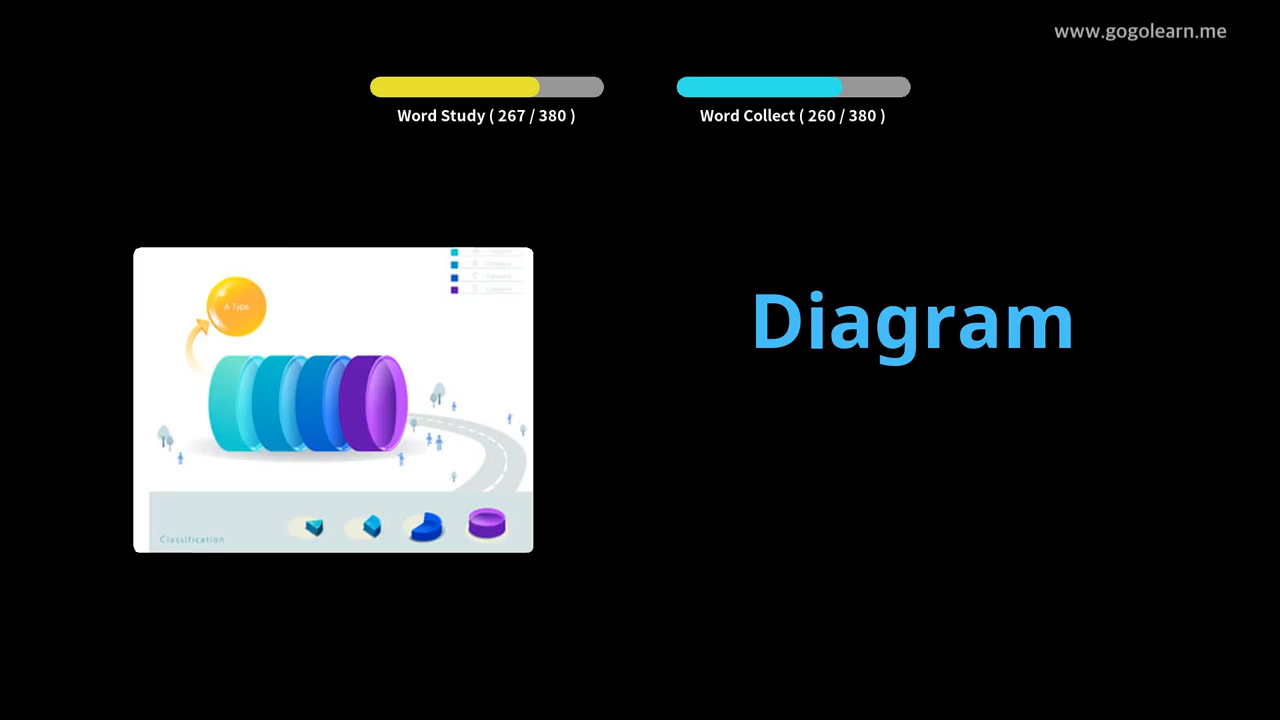 www.gogolearn.me
Word Study ( 267 / 380 )
Word Collect ( 260 / 380 )
Diagram
A Type
B
C
D
Classification